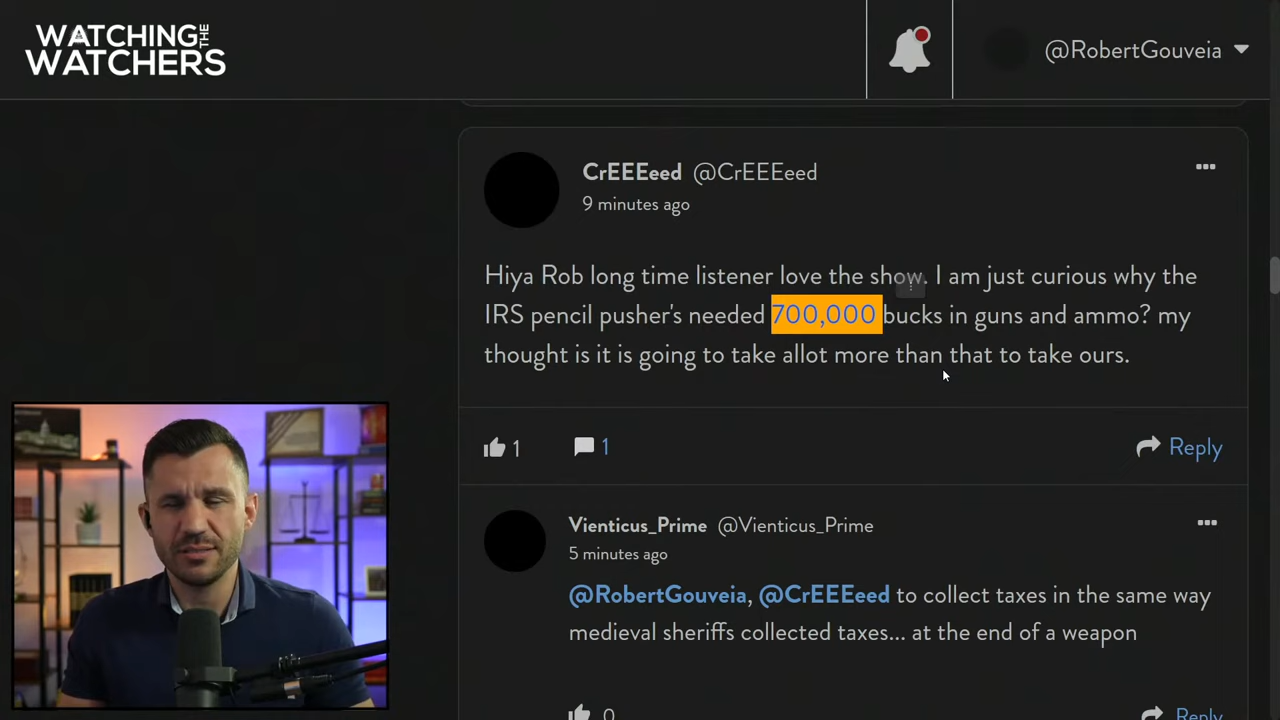 WATCHING THE
WATCHERS
@RobertGouveia
CrEEEeed @CrEEEeed
9 minutes ago
Hiya Rob long time listener love the show. I am just curious why the
IRS pencil pusher's needed 700,000 bucks in guns and ammo? my
thought is it is going to take allot more than that to take ours.
1
1
Reply
Vienticus_Prime @Vienticus_Prime
5 minutes ago
@RobertGouveia, @CrEEEeed to collect taxes in the same way
medieval sheriffs collected taxes... at the end of a weapon
0
Reply